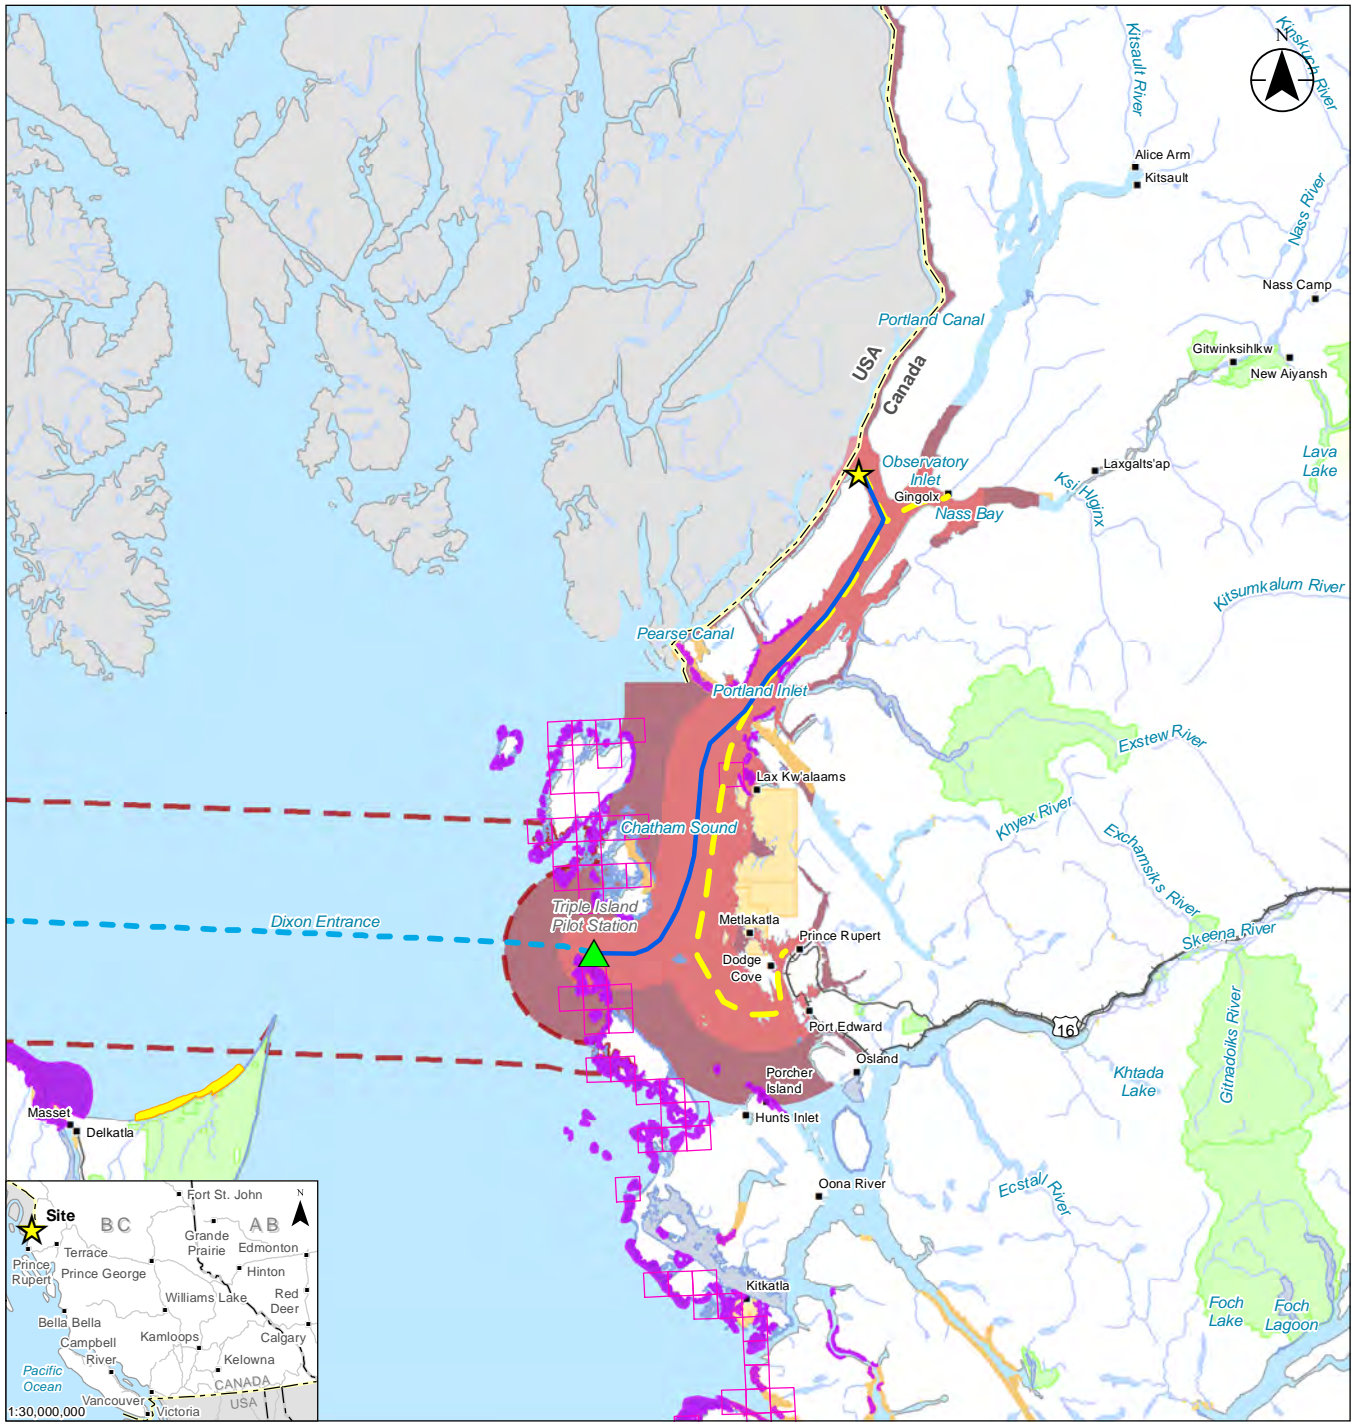 Kinskuch River
Kitsault River
N
Alice Arm
Kitsault
Nass River
Nass Camp
Portland Canal
USA
Canada
Gitwinksihlkw
New Aiyansh
Observatory
Inlet
Gingolx
Nass Bay
Laxgalts'ap
Ksi Hlginx
Lava
Lake
Kitsumkalum River
Pearse Canal
Portland Inlet
Exstew River
Lax Kw'alaams
Chatham Sound
Khyex River
Exchamsiks River
Triple Island
Pilot Station
Dixon Entrance
Metlakatla
Prince Rupert
Dodge
Cove
Skeena River
Port Edward
16
Osland
Gitnadoiks River
Khtada
Lake
Porcher
Island
Hunts Inlet
Masset
Delkatla
Oona River
Ecstall River
Kitkatla
Foch
Lake
Foch
Lagoon
Fort St. John
N
Site
BC
AB
Grande
Prairie
Edmonton
Terrace
Prince
Rupert
Prince George
Hinton
Williams Lake
Red
Deer
Bella Bella
Campbell
River
Kamloops
Calgary
Kelowna
Pacific
Ocean
CANADA
USA
Vancouver
Victoria
1:30,000,000